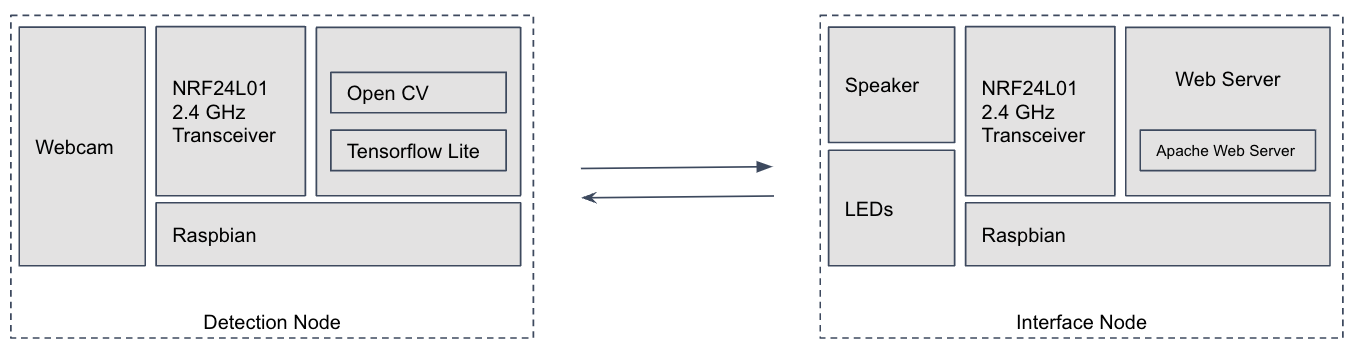 Webcam
NRF24L01
2.4 GHz
Transceiver
Open CV
Tensorflow Lite
Raspbian
Detection Node
Speaker
LEDs
NRF24L01
2.4 GHz
Transceiver
Web Server
Apache Web Server
Raspbian
Interface Node